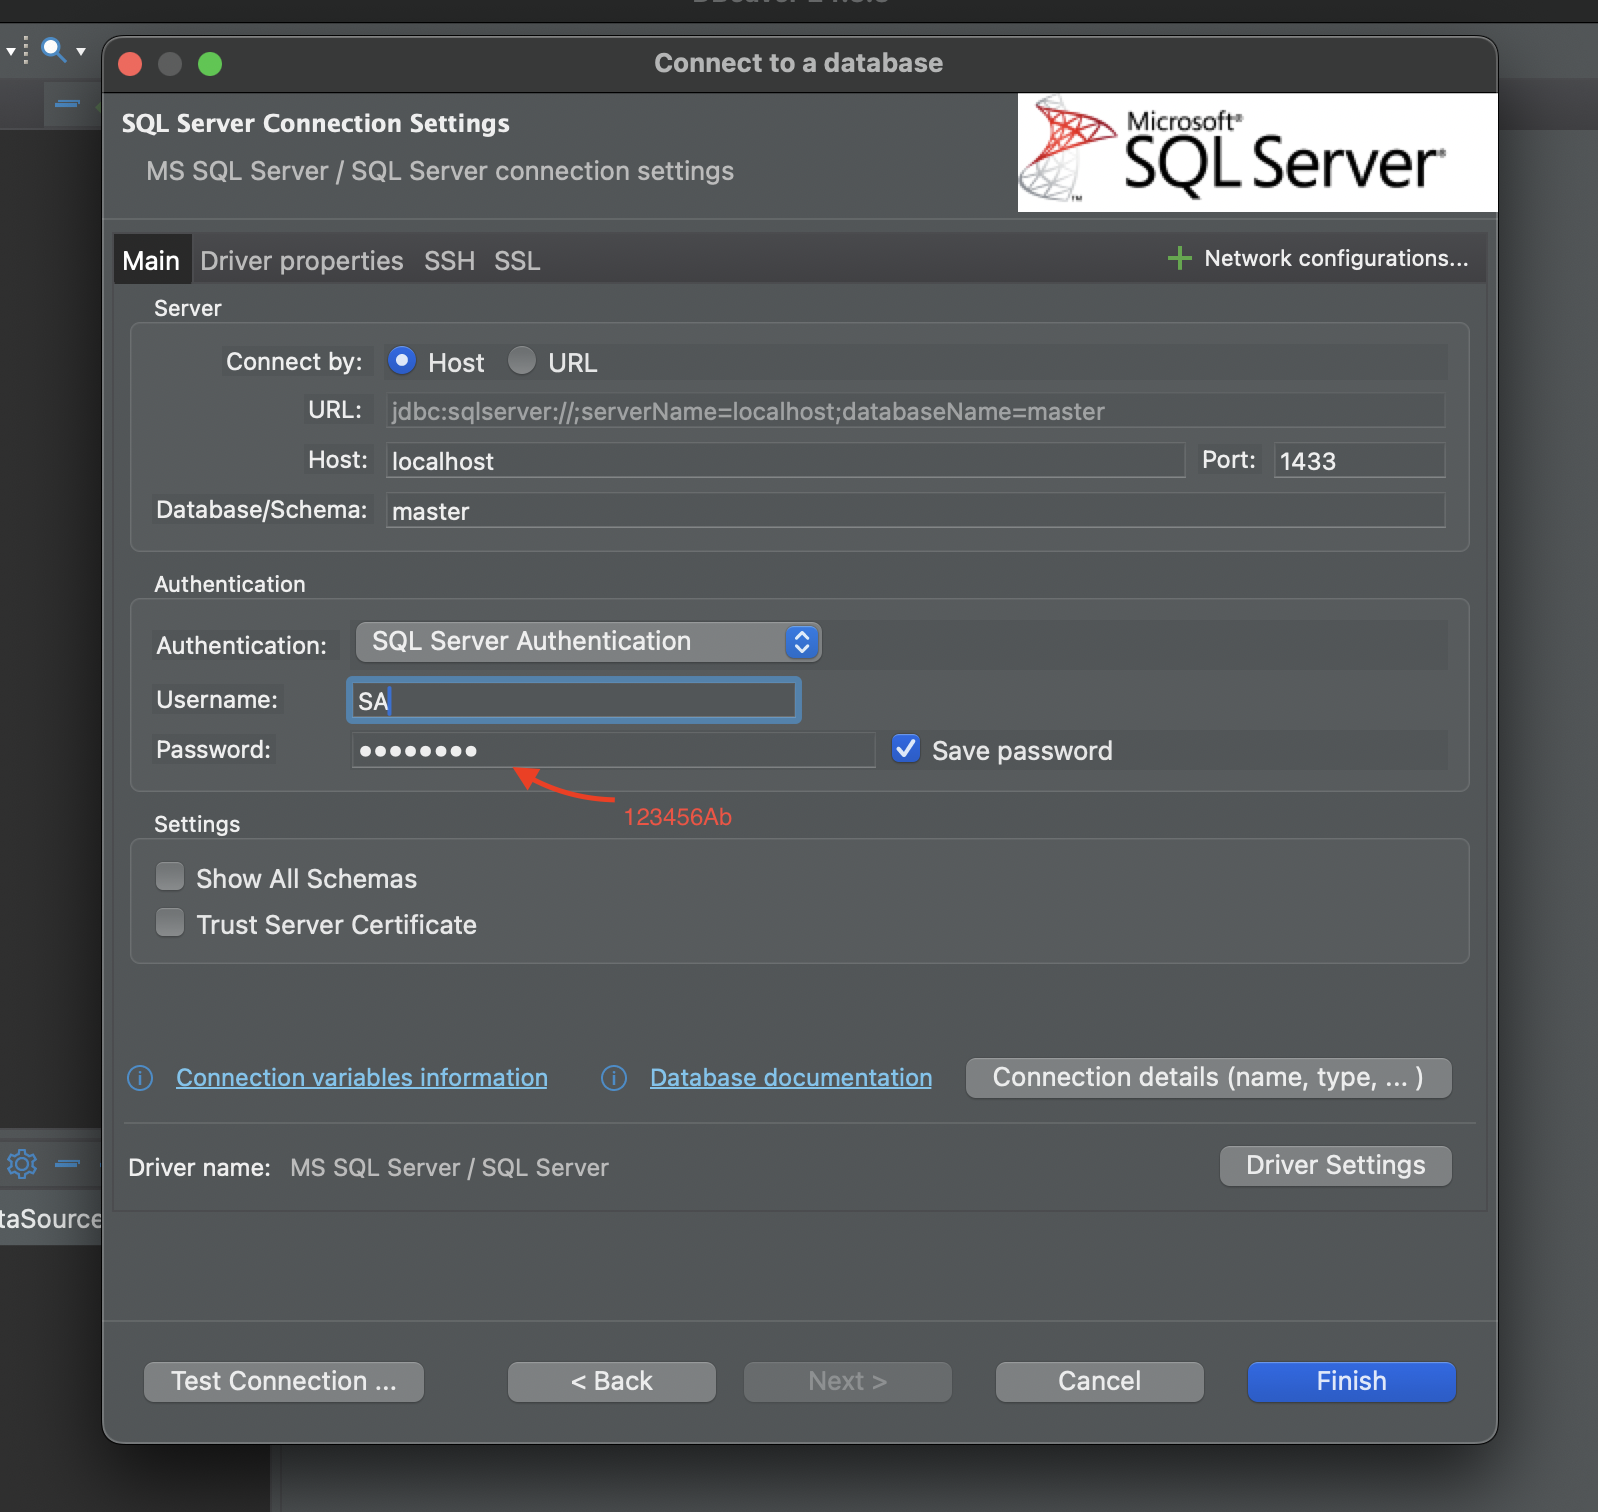 Connect to a database
SQL Server Connection Settings
MS SQL Server / SQL Server connection settings
Microsoft®
SQL Server®
™
Main Driver properties SSH SSL
Network configurations...
Server
Connect by: Host URL
URL: jdbc:sqlserver://;serverName=localhost;databaseName=master
Host: localhost Port: 1433
Database/Schema: master
Authentication
Authentication: SQL Server Authentication
Username: SA
Password: ●●●●●●●● Save password
123456Ab
Settings
Show All Schemas
Trust Server Certificate
Connection variables information Database documentation Connection details (name, type, ... )
Driver name: MS SQL Server / SQL Server Driver Settings
taSource
Test Connection ... < Back Next > Cancel Finish